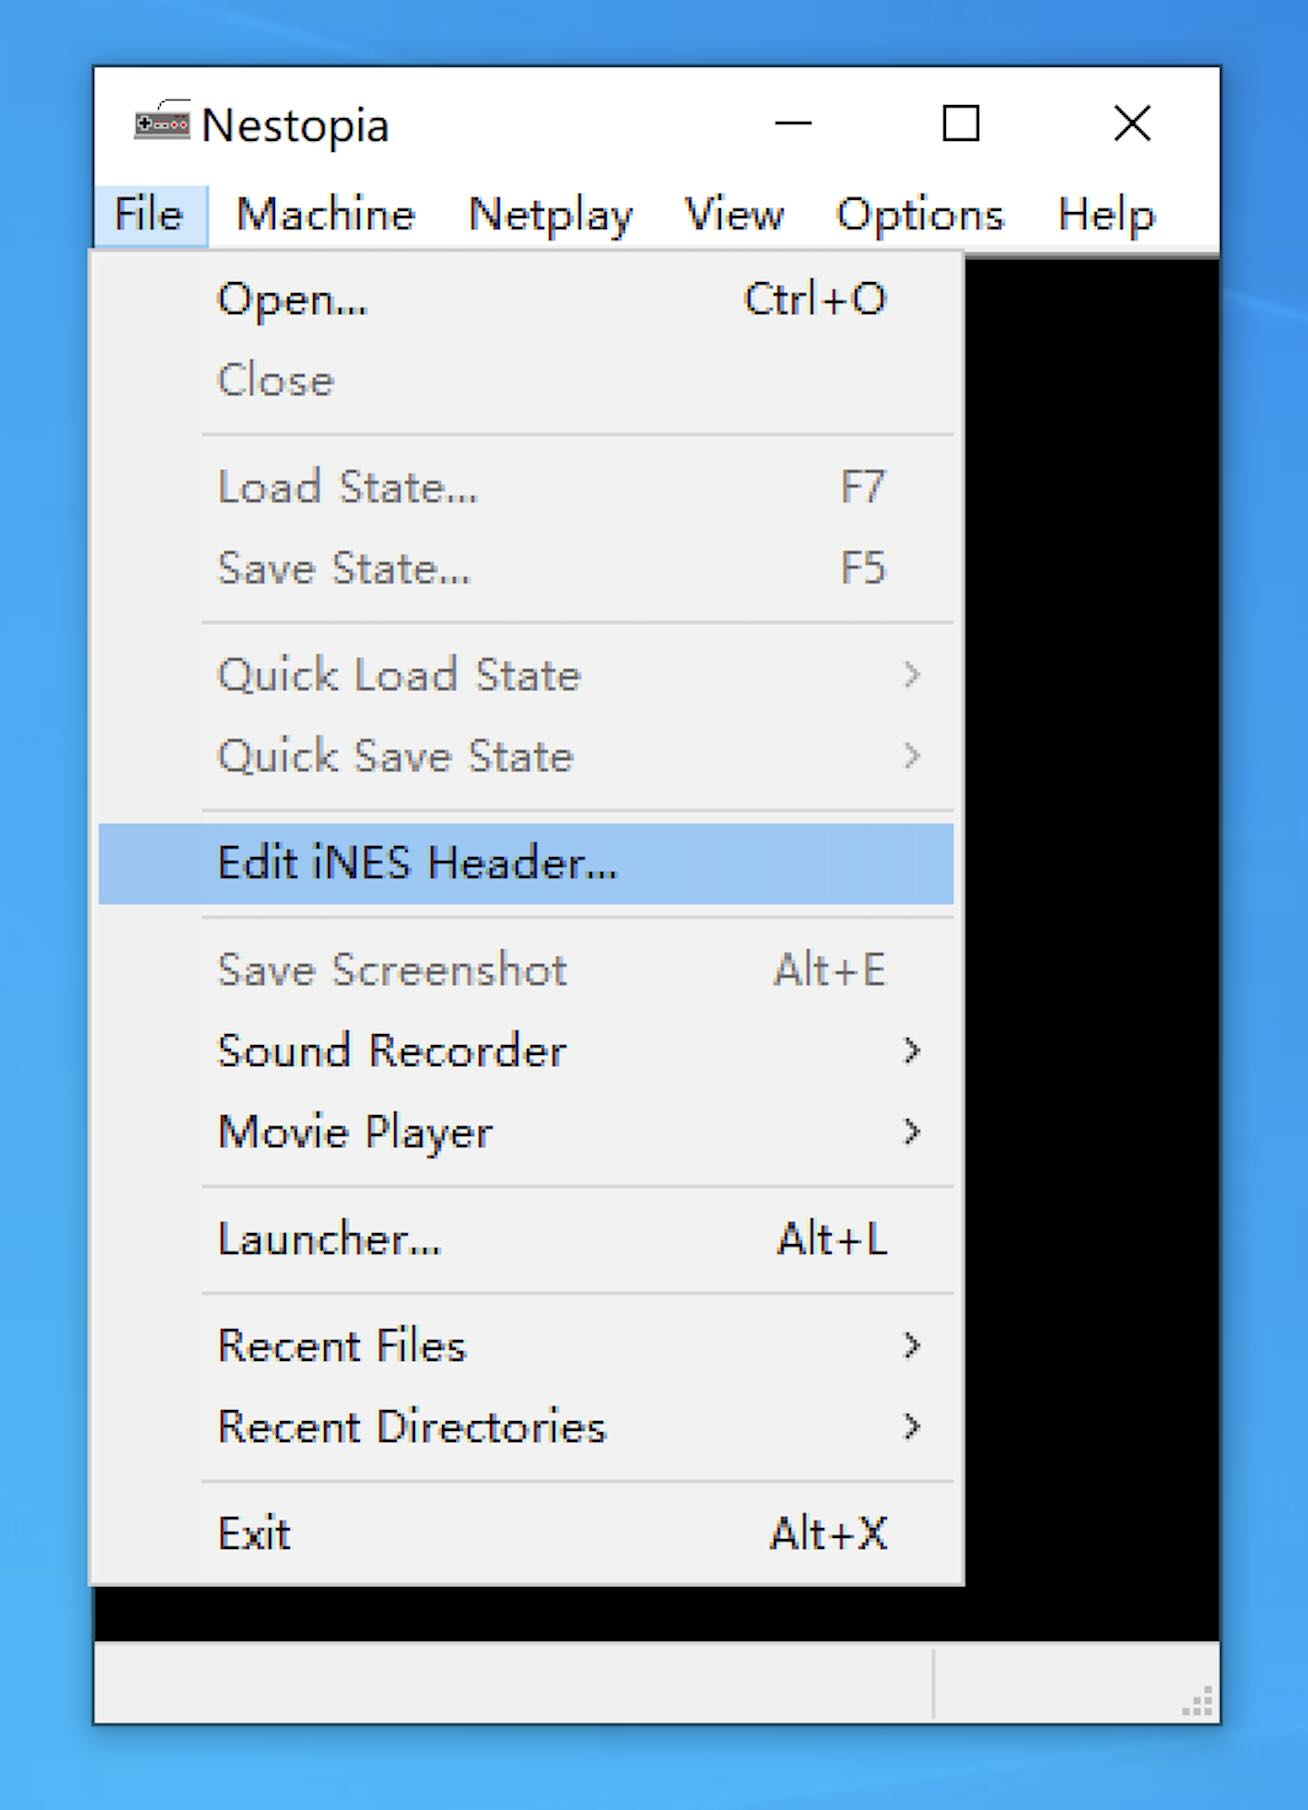 Nestopia
File Machine Netplay View Options Help
Open... Ctrl+O
Close
Load State... F7
Save State... F5
Quick Load State
Quick Save State
Edit iNES Header...
Save Screenshot Alt+E
Sound Recorder
Movie Player
Launcher... Alt+L
Recent Files
Recent Directories
Exit Alt+X